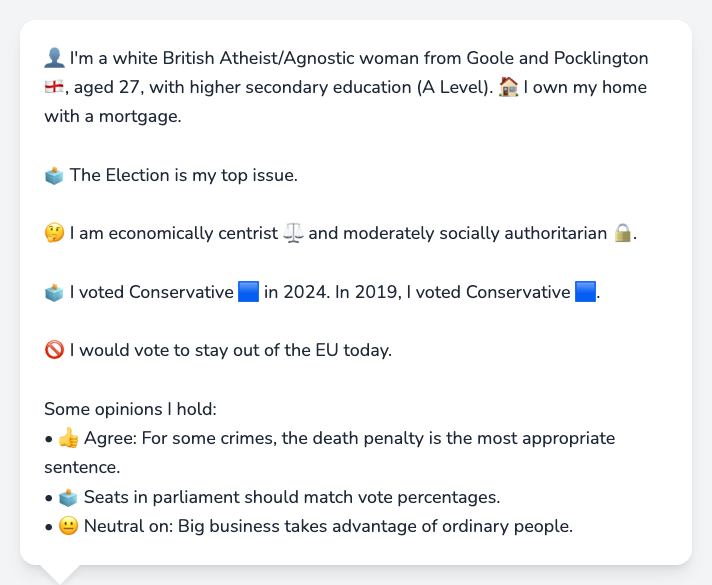 👤 I'm a white British Atheist/Agnostic woman from Goole and Pocklington
🏴󠁧󠁢󠁥󠁮󠁧󠁿, aged 27, with higher secondary education (A Level). 🏠 I own my home
with a mortgage.
🗳️ The Election is my top issue.
🤔 I am economically centrist ⚖️ and moderately socially authoritarian 🔒.
🗳️ I voted Conservative 🟦 in 2024. In 2019, I voted Conservative 🟦.
🚫 I would vote to stay out of the EU today.
Some opinions I hold:
• 👍 Agree: For some crimes, the death penalty is the most appropriate
sentence.
• 🗳️ Seats in parliament should match vote percentages.
• 😐 Neutral on: Big business takes advantage of ordinary people.